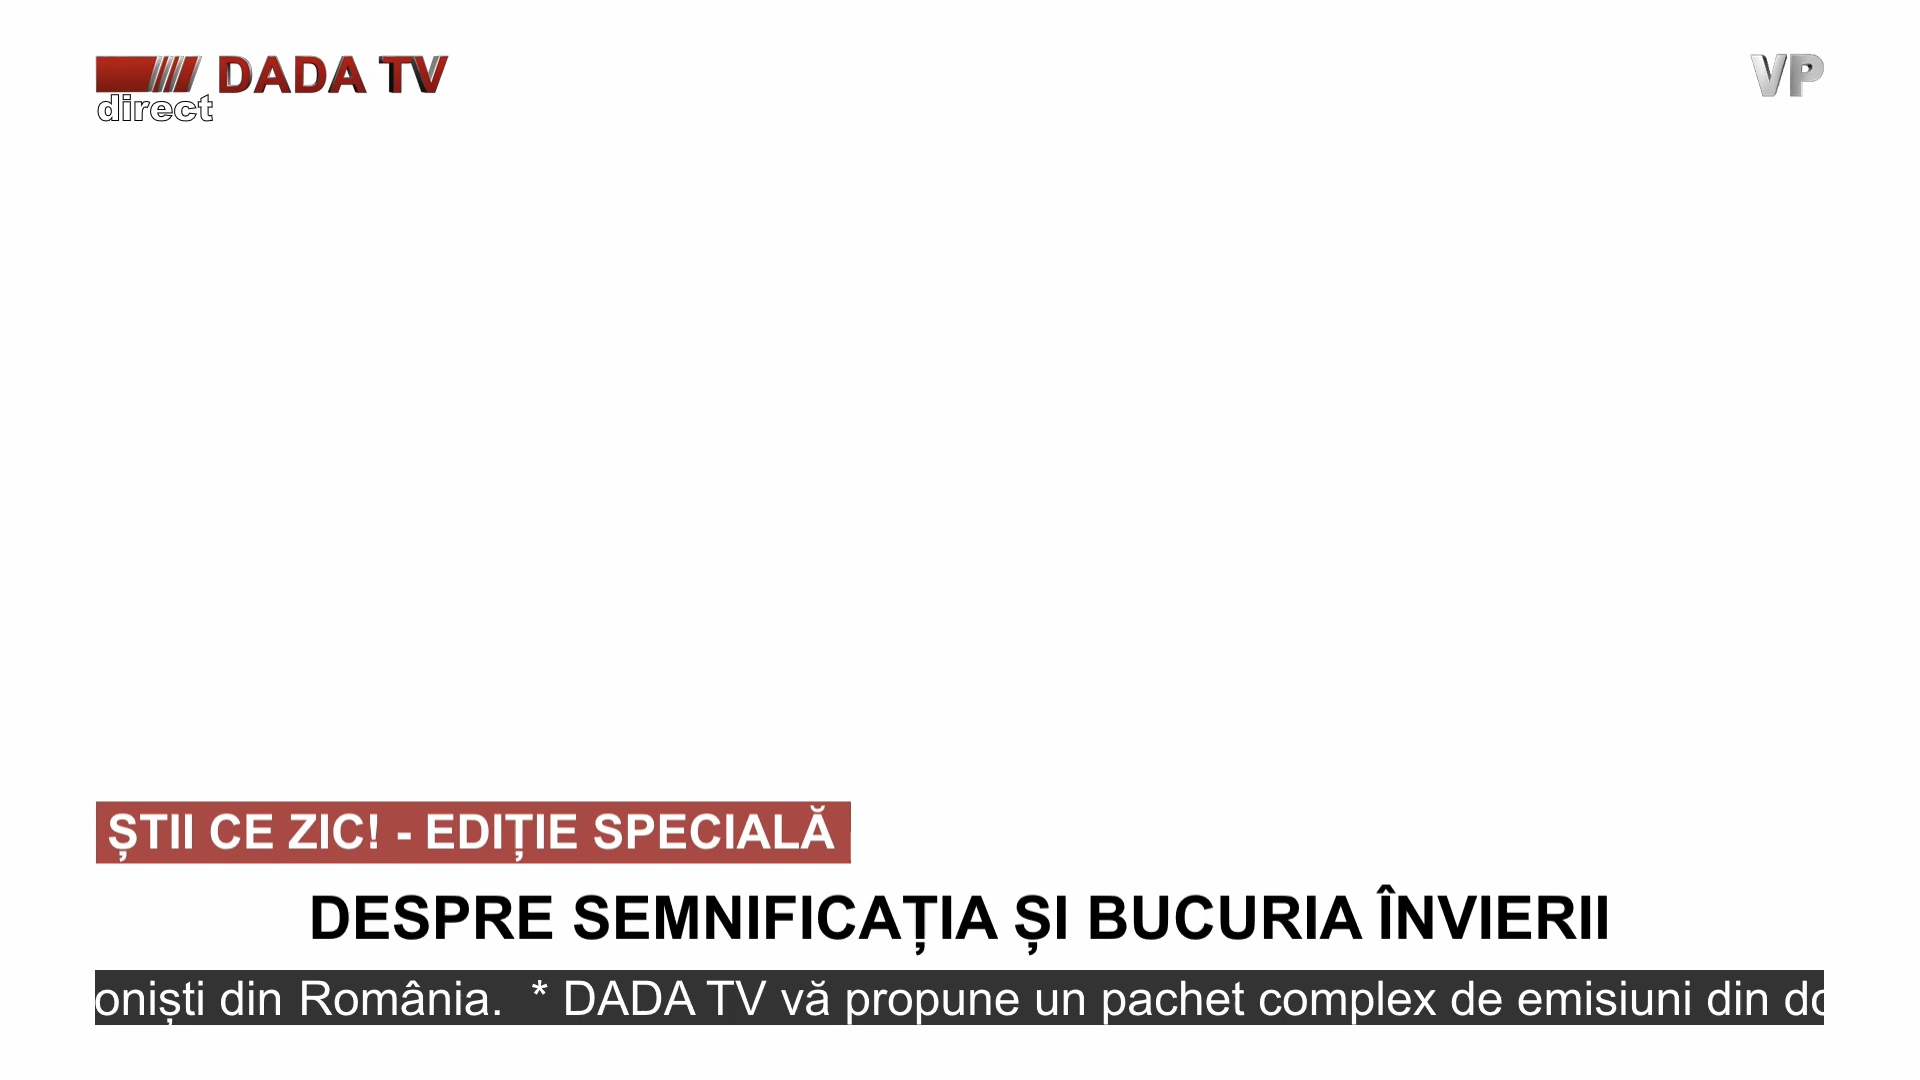 DADA TV
direct
VP
ȘTII CE ZIC! - EDIȚIE SPECIALĂ
DESPRE SEMNIFICAȚIA ȘI BUCURIA ÎNVIERII
oniști din România. * DADA TV vă propune un pachet complex de emisiuni din do